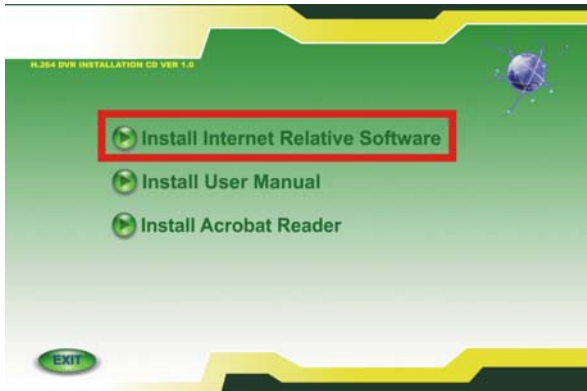 H.264 DVR INSTALLATION CD VER 1.0
Install Internet Relative Software
Install User Manual
Install Acrobat Reader
EXIT